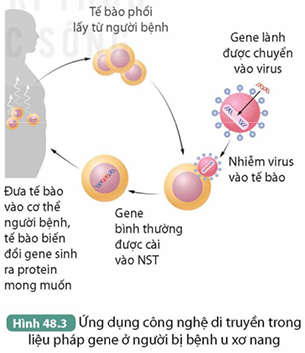 Tế bào phổi
lấy từ người bệnh
Gene lành
được chuyển
vào virus
Nhiễm virus
vào tế bào
Gene
bình thường
được cài
vào NST
Đưa tế bào
vào cơ thể
người bệnh,
tế bào biến
đổi gene sinh
ra protein
mong muốn
Hình 48.3 Ứng dụng công nghệ di truyền trong
liệu pháp gene ở người bị bệnh u xơ nang